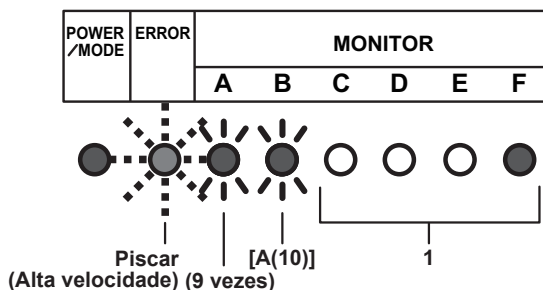 POWER
/MODE
ERROR
MONITOR
A B C D E F
Piscar
(Alta velocidade)
(9 vezes)
[A(10)]
1